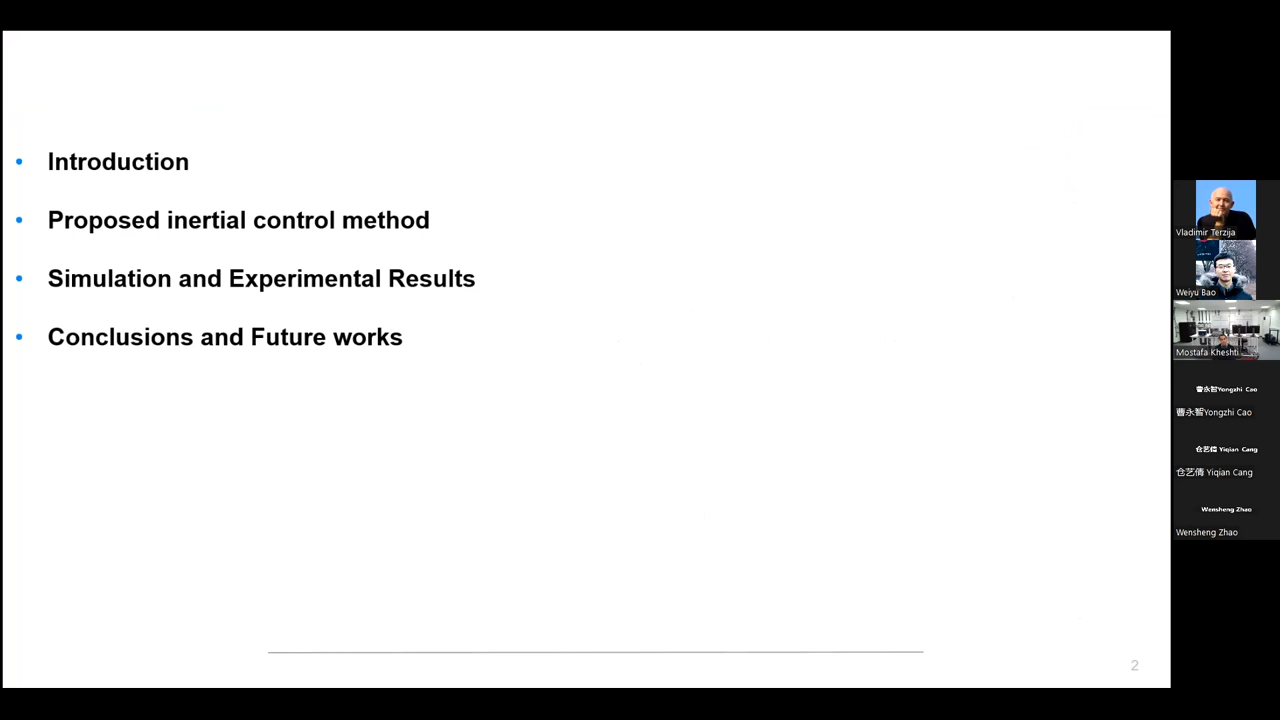 Introduction
Proposed inertial control method
Simulation and Experimental Results
Conclusions and Future works
2
Vladimir Terzija
Weiyu Bao
Mostafa Kheshti
曹永智Yongzhi Cao
曹永智Yongzhi Cao
仓艺倩 Yiqian Cang
仓艺倩 Yiqian Cang
Wensheng Zhao
Wensheng Zhao